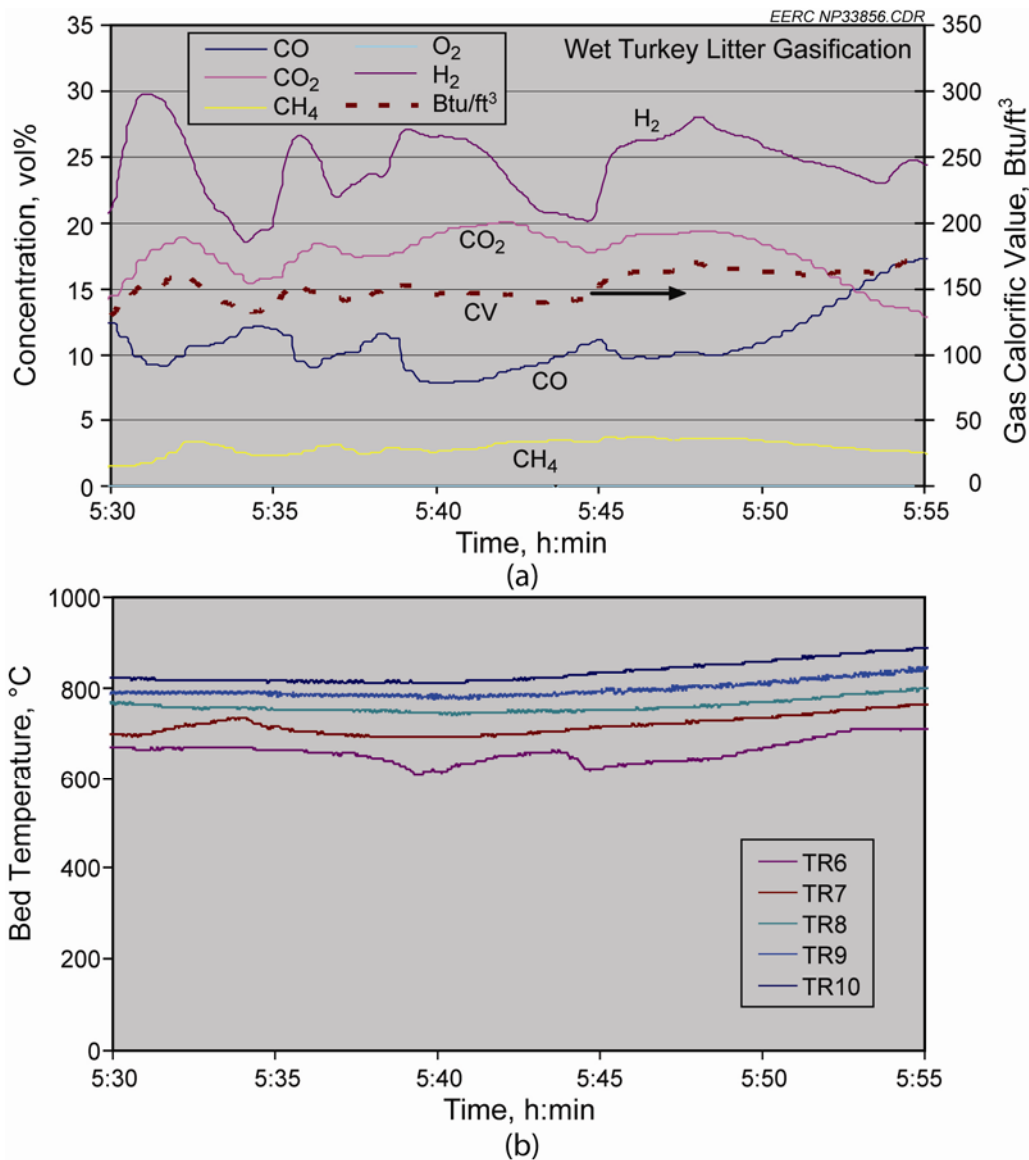 EERC NP33856.CDR
Wet Turkey Litter Gasification
CO
O₂
CO₂
H₂
CH₄
Btu/ft³
35
30
25
20
15
10
5
0
Concentration, vol%
350
300
250
200
150
100
50
0
Gas Calorific Value, Btu/ft³
H₂
CO₂
CV
CO
CH₄
5:30
5:35
5:40
5:45
5:50
5:55
Time, h:min
(a)
1000
800
600
400
200
0
Bed Temperature, °C
TR6
TR7
TR8
TR9
TR10
5:30
5:35
5:40
5:45
5:50
5:55
Time, h:min
(b)